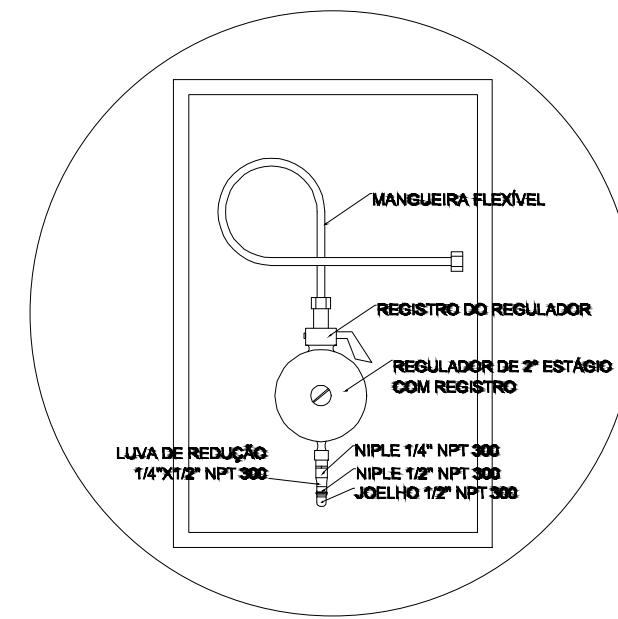 MANGUEIRA FLEXÍVEL
REGISTRO DO REGULADOR
REGULADOR DE 2° ESTÁGIO
COM REGISTRO
LUVA DE REDUÇÃO
1/4"X1/2" NPT 300
NIPLE 1/4" NPT 300
NIPLE 1/2" NPT 300
JOELHO 1/2" NPT 300